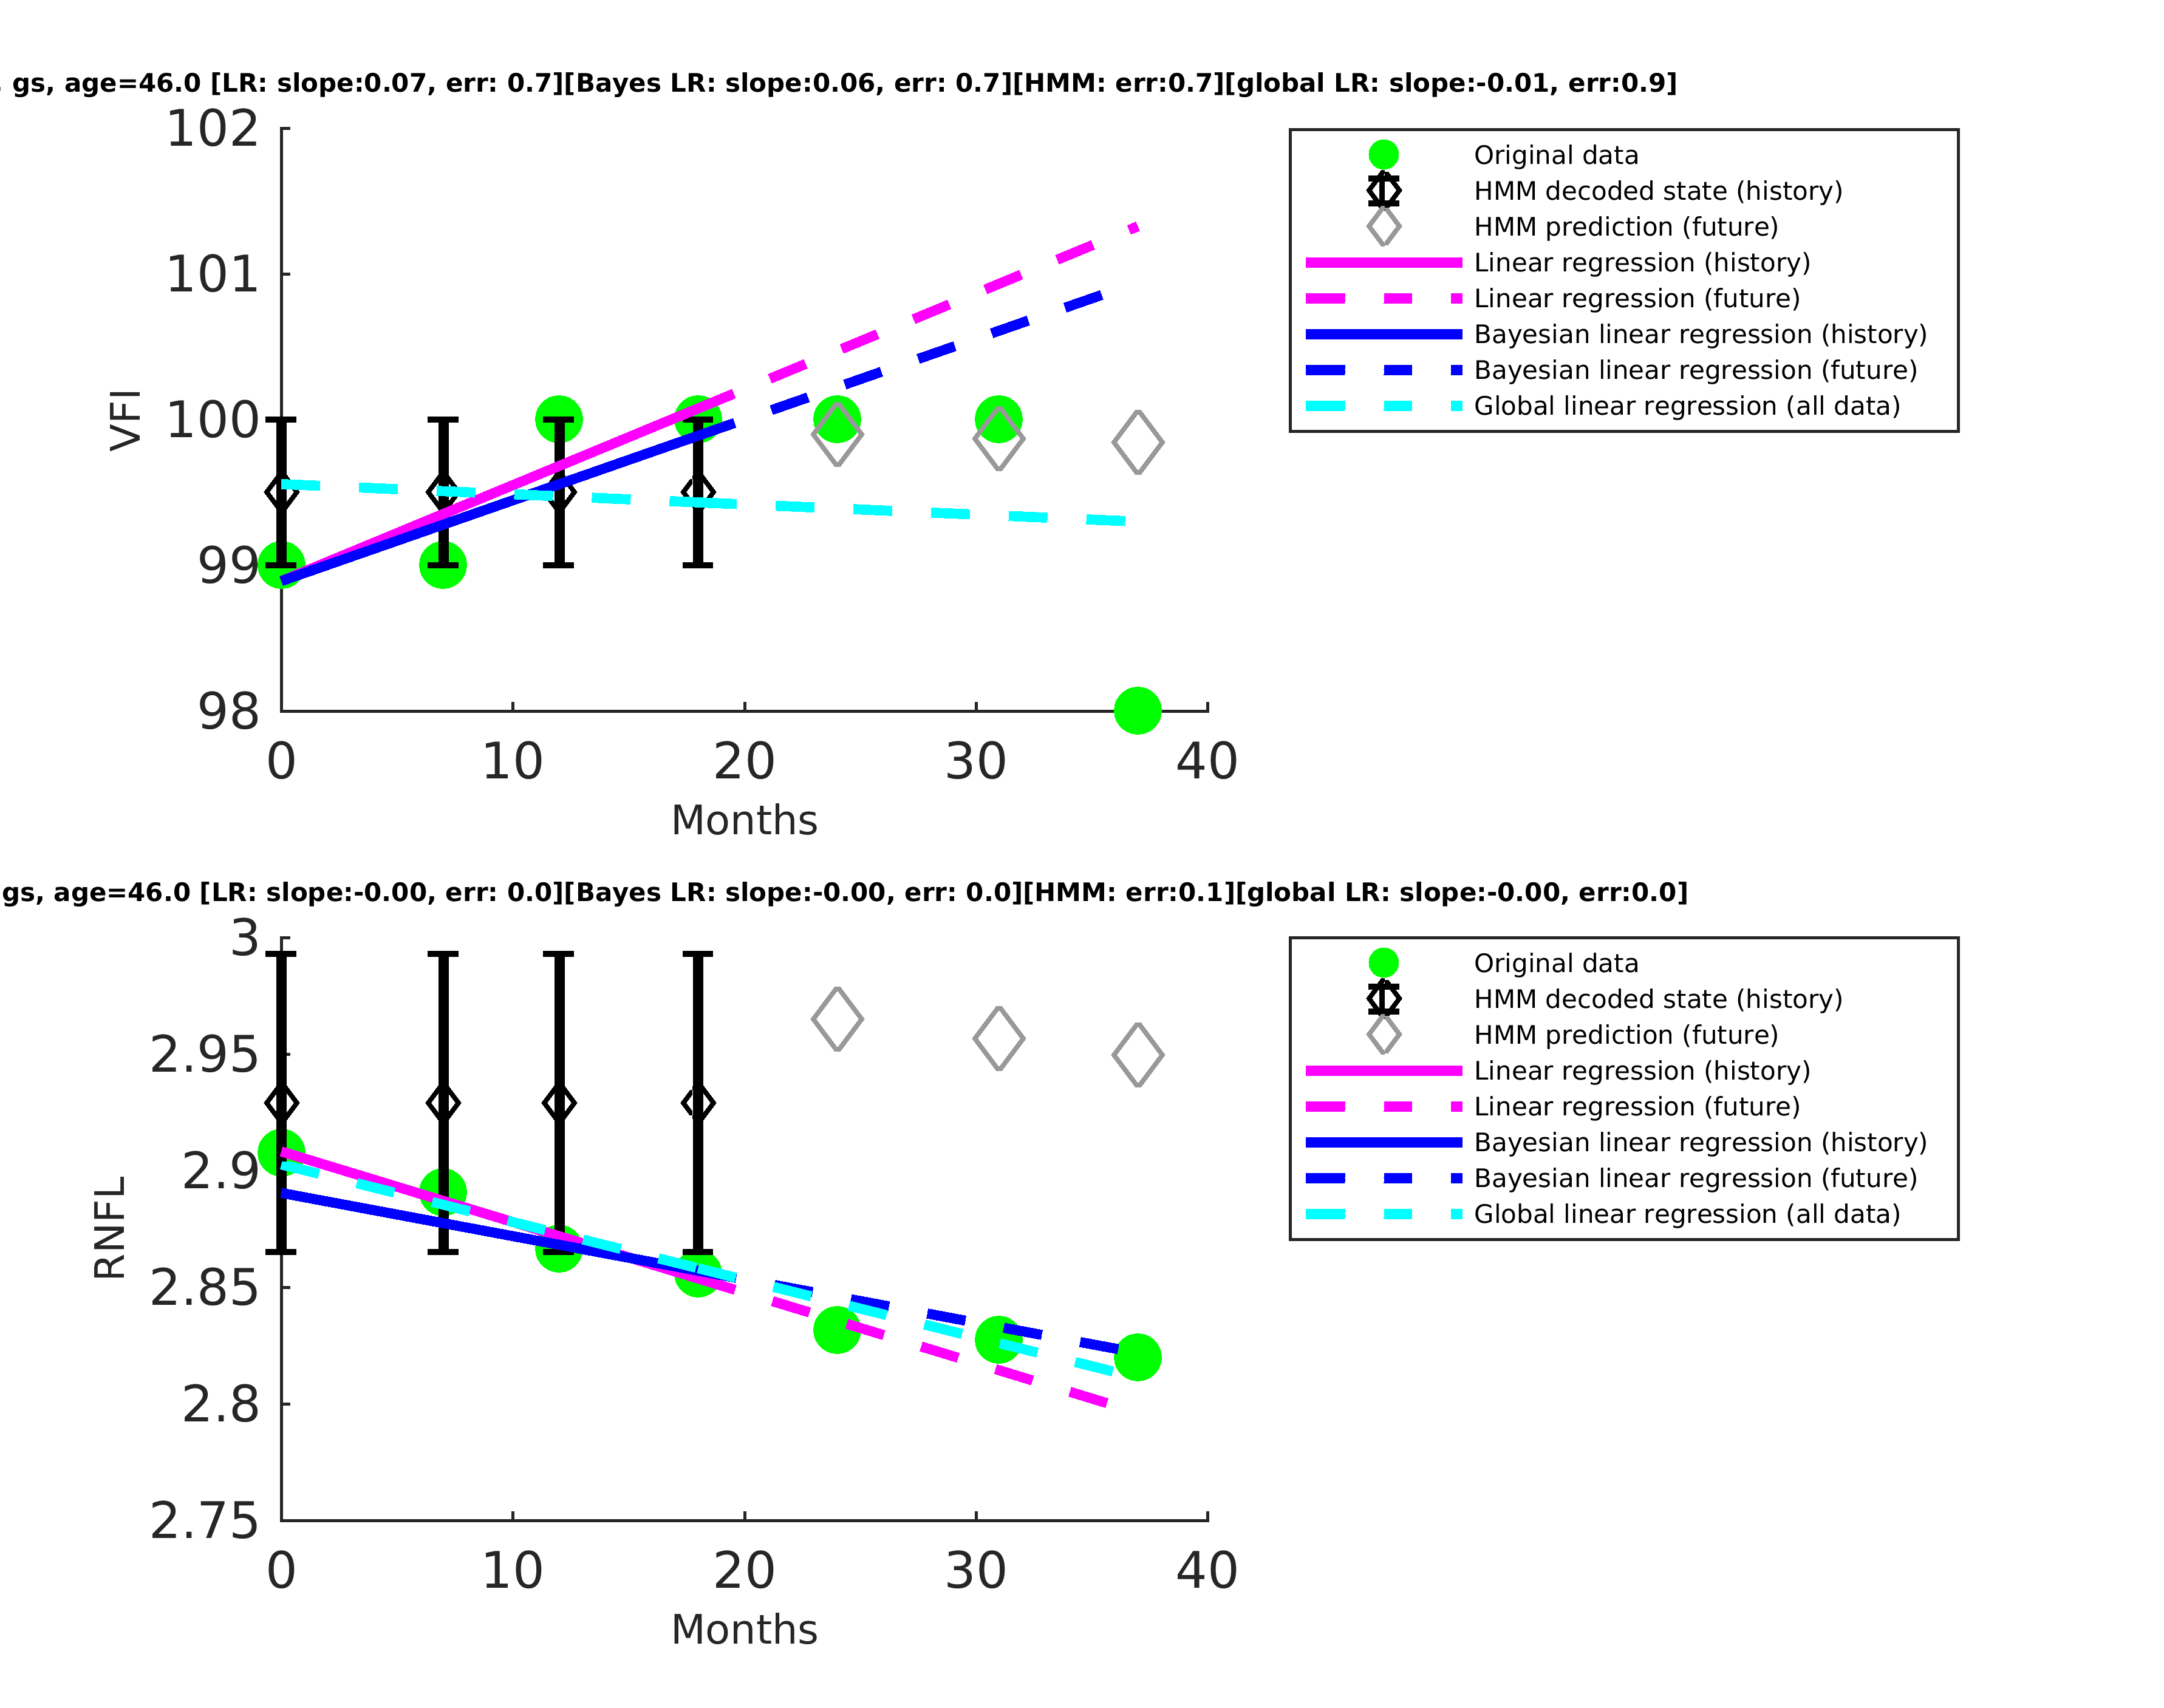 gs, age=46.0 [LR: slope:0.07, err: 0.7][Bayes LR: slope:0.06, err: 0.7][HMM: err:0.7][global LR: slope:-0.01, err:0.9]
102
101
100
99
98
VFI
0 10 20 30 40
Months
Original data
HMM decoded state (history)
HMM prediction (future)
Linear regression (history)
Linear regression (future)
Bayesian linear regression (history)
Bayesian linear regression (future)
Global linear regression (all data)
gs, age=46.0 [LR: slope:-0.00, err: 0.0][Bayes LR: slope:-0.00, err: 0.0][HMM: err:0.1][global LR: slope:-0.00, err:0.0]
3
2.95
2.9
2.85
2.8
2.75
RNFL
0 10 20 30 40
Months
Original data
HMM decoded state (history)
HMM prediction (future)
Linear regression (history)
Linear regression (future)
Bayesian linear regression (history)
Bayesian linear regression (future)
Global linear regression (all data)